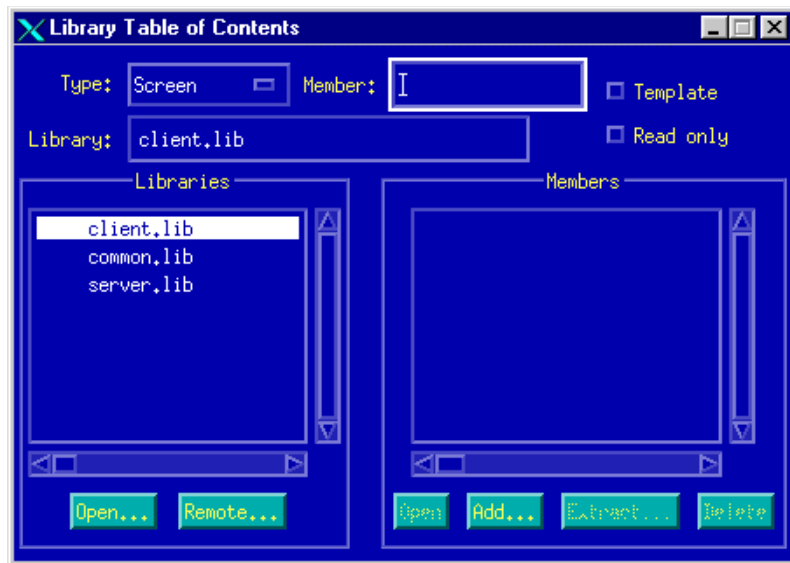 Library Table of Contents
Type: Screen Member:
Template
Library: client.lib
Read only
Libraries
client.lib
common.lib
server.lib
Members
Open... Remote...
Open Add... Extract... Delete